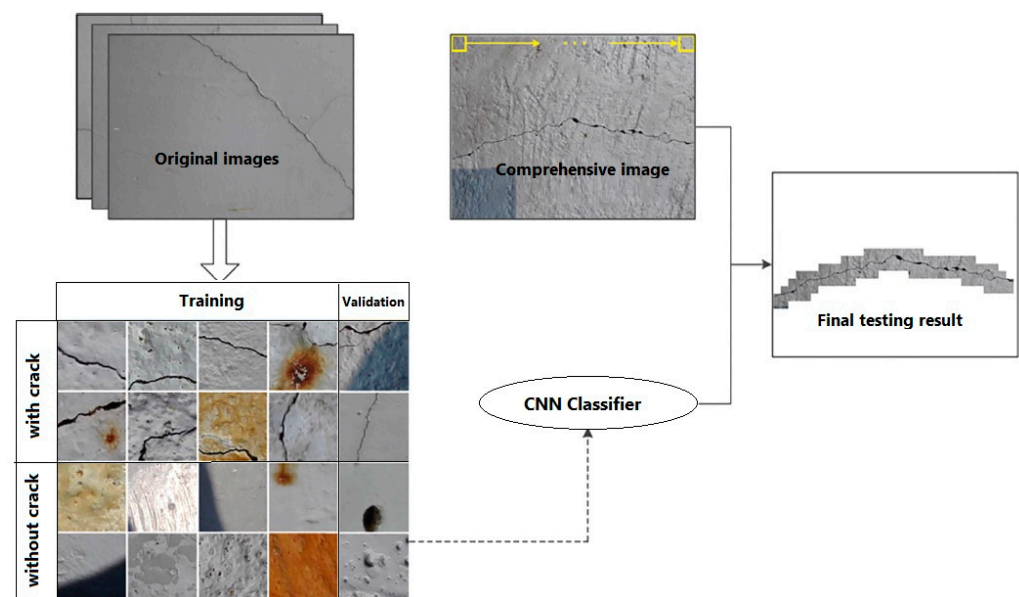 Original images
Comprehensive image
Final testing result
Training
Validation
with crack
without crack
CNN Classifier